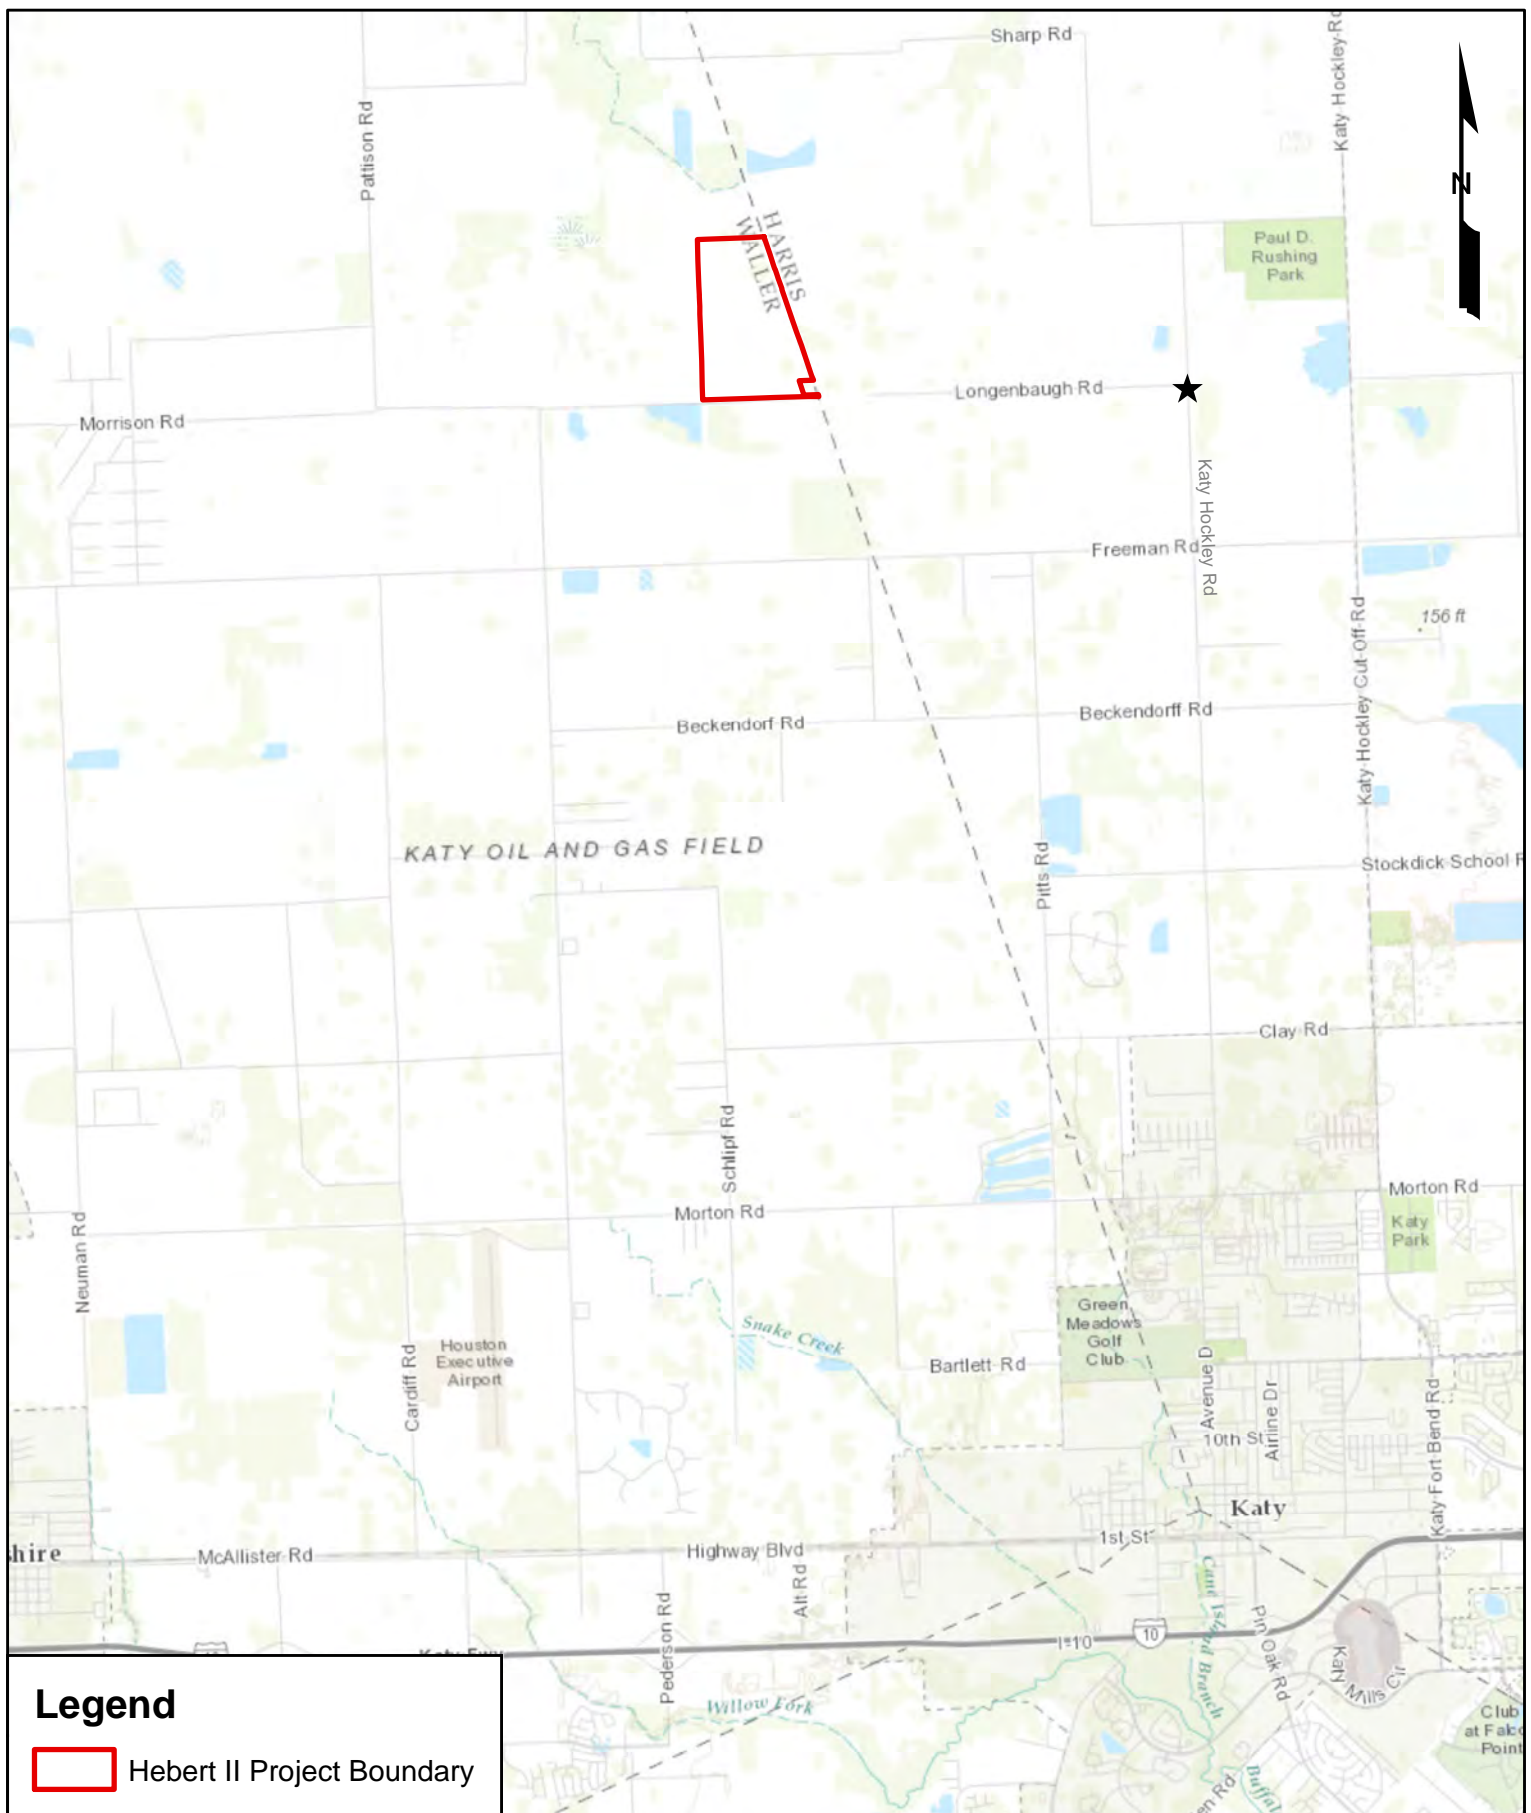 Sharp Rd
Katy Hockley Rd
Pattison Rd
N
HARRIS
WALLER
Paul D.
Rushing
Park
Longenbaugh Rd
Morrison Rd
Katy Hockley Rd
Freeman Rd
156 ft
Katy Hockley Cut-Off Rd
Beckendorf Rd
Beckendorff Rd
KATY OIL AND GAS FIELD
Pitts Rd
Stockdick School R
Clay Rd
Schlipf Rd
Morton Rd
Morton Rd
Katy
Park
Neuman Rd
Green
Meadows
Golf
Club
Snake Creek
Houston
Executive
Airport
Cardiff Rd
Bartlett Rd
Avenue D
Airline Dr
10th St
Katy Fort Bend Rd
Katy
1st St
hire
McAllister Rd
Highway Blvd
Alt Rd
Pederson Rd
Cane Island Branch
Pin Oak Rd
I-10
10
Katy Mills Cir
Willow Fork
Club
at Falco
Point
Buffal
en Rd
Legend
Hebert II Project Boundary